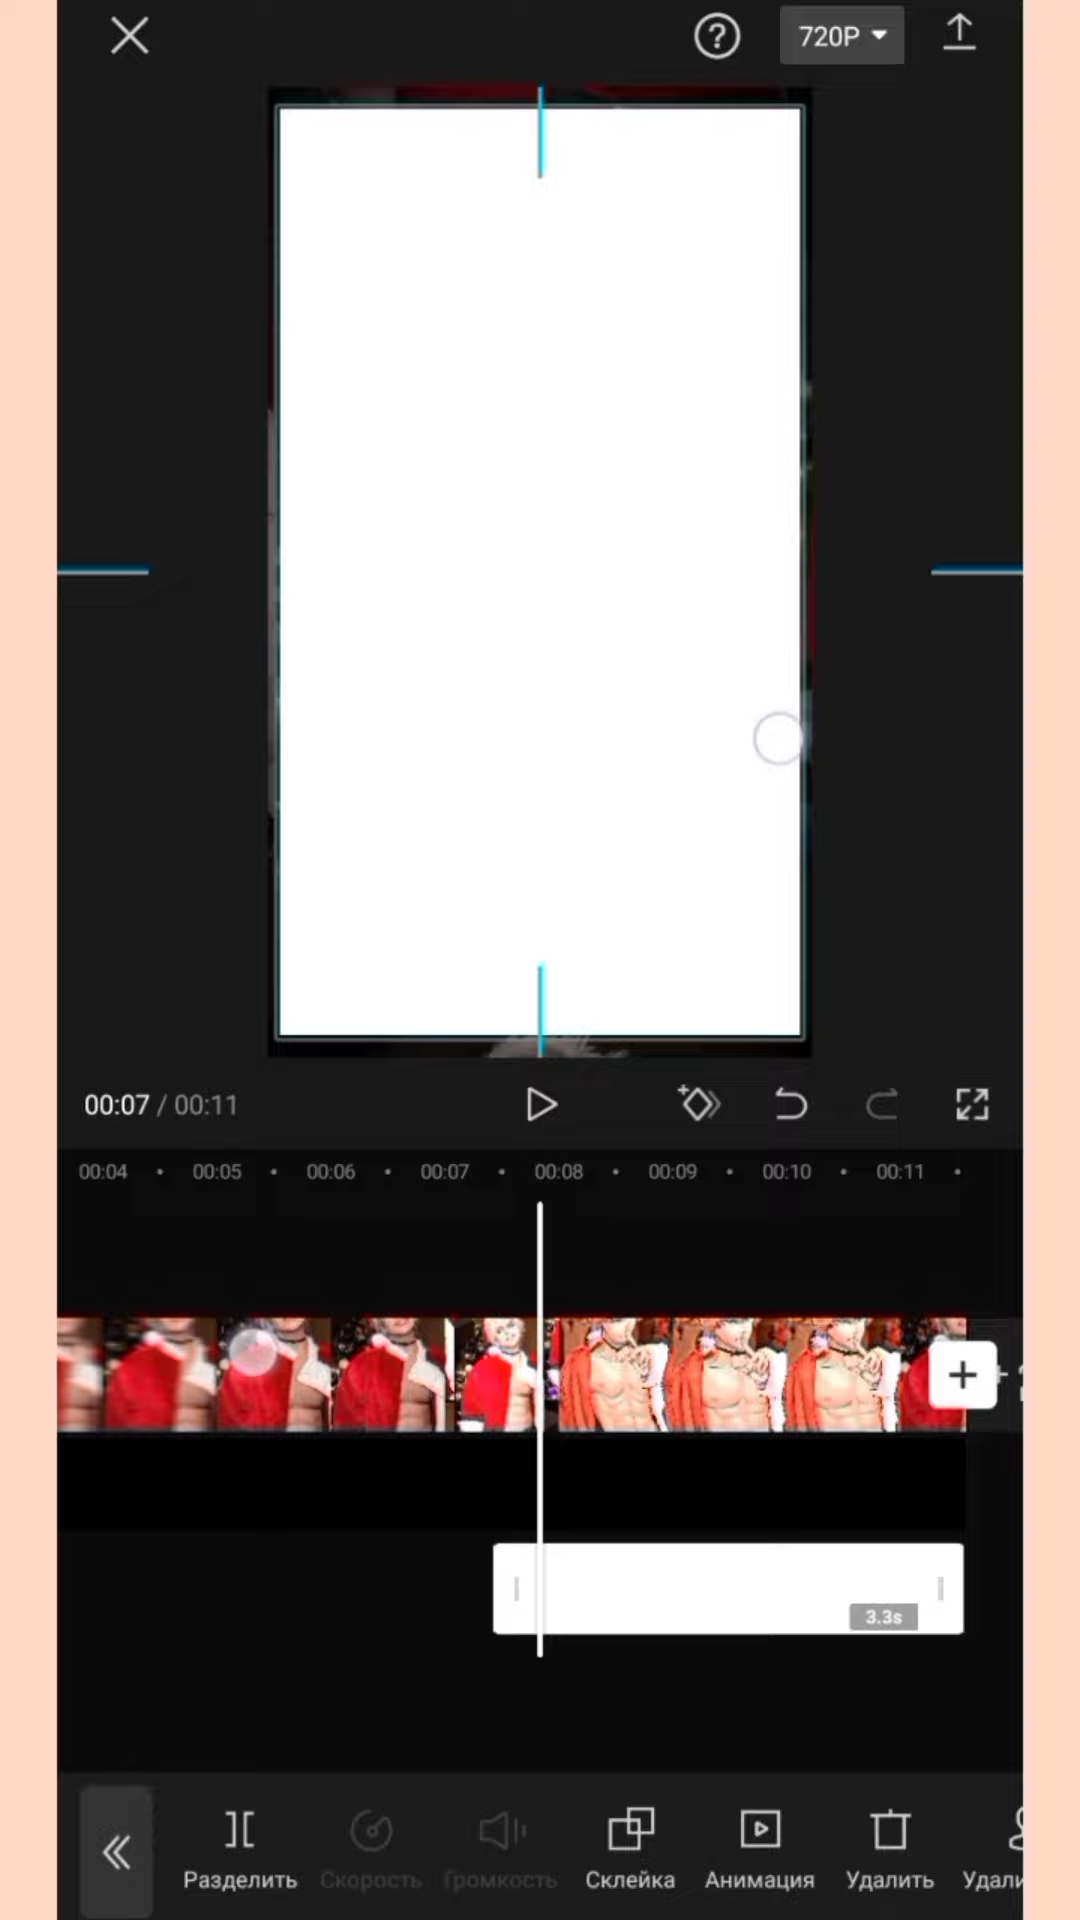 720P
00:07 / 00:11
00:04 00:05 00:06 00:07 00:08 00:09 00:10 00:11
3.3s
Разделить Скорость Громкость Склейка Анимация Удалить Удали